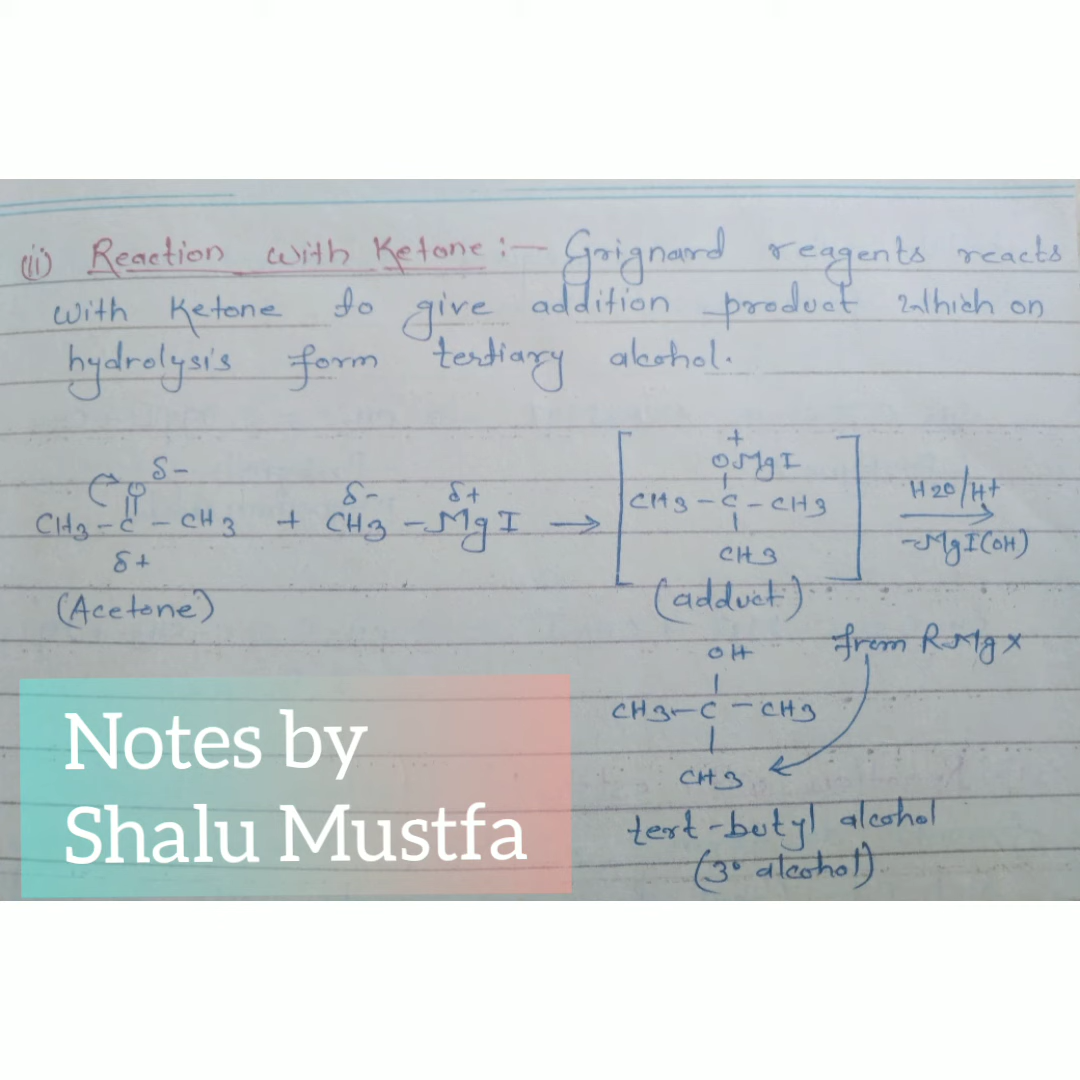 (ii) Reaction with Ketone :— Grignard reagents reacts
with Ketone to give addition product which on
hydrolysis form tertiary alcohol.
δ-
O
||
CH3 - C - CH3 + CH3 - MgI → [CH3 - C - CH3] H2O/H+
δ+
δ- δ+
+
OMgI
CH3
-MgI(OH)
(Acetone)
(adduct)
OH
from RMgx
CH3 - C - CH3
CH3
tert-butyl alcohol
(3° alcohol)
Notes by
Shalu Mustfa